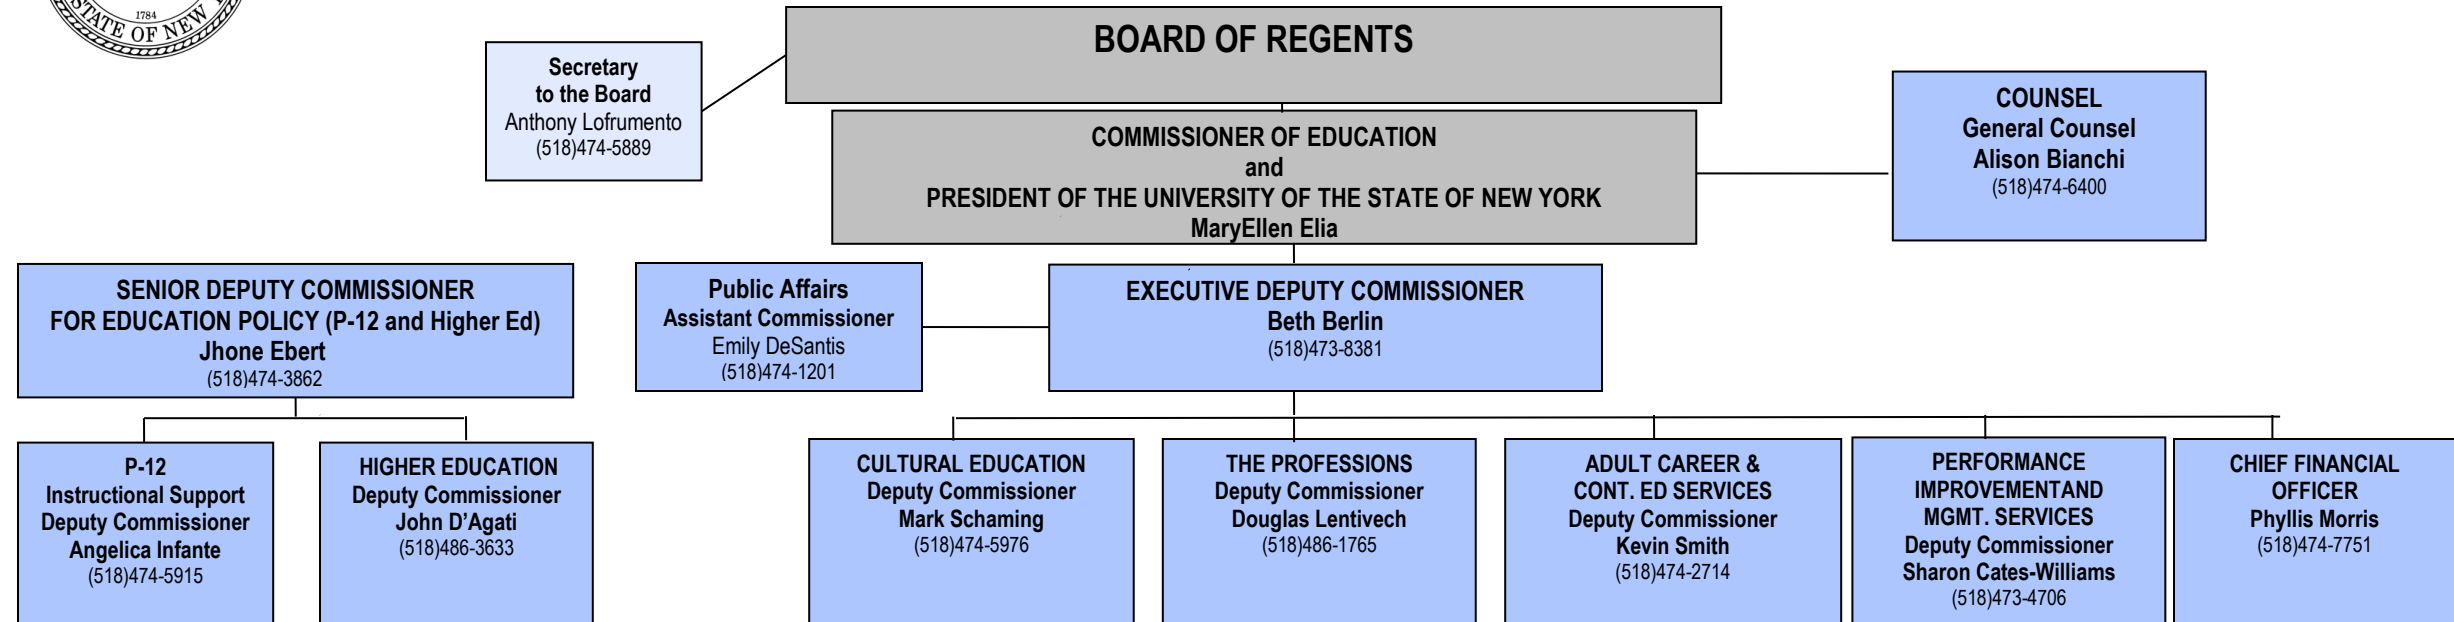 1784
STATE OF NEW
BOARD OF REGENTS
Secretary
to the Board
Anthony Lofrumento
(518)474-5889
COMMISSIONER OF EDUCATION
and
PRESIDENT OF THE UNIVERSITY OF THE STATE OF NEW YORK
MaryEllen Elia
COUNSEL
General Counsel
Alison Bianchi
(518)474-6400
SENIOR DEPUTY COMMISSIONER
FOR EDUCATION POLICY (P-12 and Higher Ed)
Jhone Ebert
(518)474-3862
Public Affairs
Assistant Commissioner
Emily DeSantis
(518)474-1201
EXECUTIVE DEPUTY COMMISSIONER
Beth Berlin
(518)473-8381
P-12
Instructional Support
Deputy Commissioner
Angelica Infante
(518)474-5915
HIGHER EDUCATION
Deputy Commissioner
John D’Agati
(518)486-3633
CULTURAL EDUCATION
Deputy Commissioner
Mark Schaming
(518)474-5976
THE PROFESSIONS
Deputy Commissioner
Douglas Lentivech
(518)486-1765
ADULT CAREER &
CONT. ED SERVICES
Deputy Commissioner
Kevin Smith
(518)474-2714
PERFORMANCE
IMPROVEMENTAND
MGMT. SERVICES
Deputy Commissioner
Sharon Cates-Williams
(518)473-4706
CHIEF FINANCIAL
OFFICER
Phyllis Morris
(518)474-7751